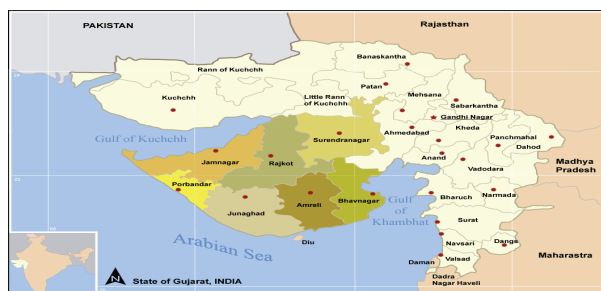 PAKISTAN
Rajasthan
Banaskantha
Rann of Kuchchh
Patan
Mehsana
Kuchchh
Little Rann
of Kuchchh
Sabarkantha
Gandhi Nagar
Gulf of Kuchchh
Ahmedabad
Kheda
Surendranagar
Panchmahal
Dahod
Jamnagar
Rajkot
Anand
Madhya
Pradesh
Vadodara
Porbandar
Amreli
Bhavnagar
Gulf
of
Khambhat
Bharuch
Narmada
Junaghad
Surat
Arabian Sea
Diu
Navsari
Dangs
Maharastra
Daman
Valsad
N
State of Gujarat, INDIA
Dadra
Nagar Haveli